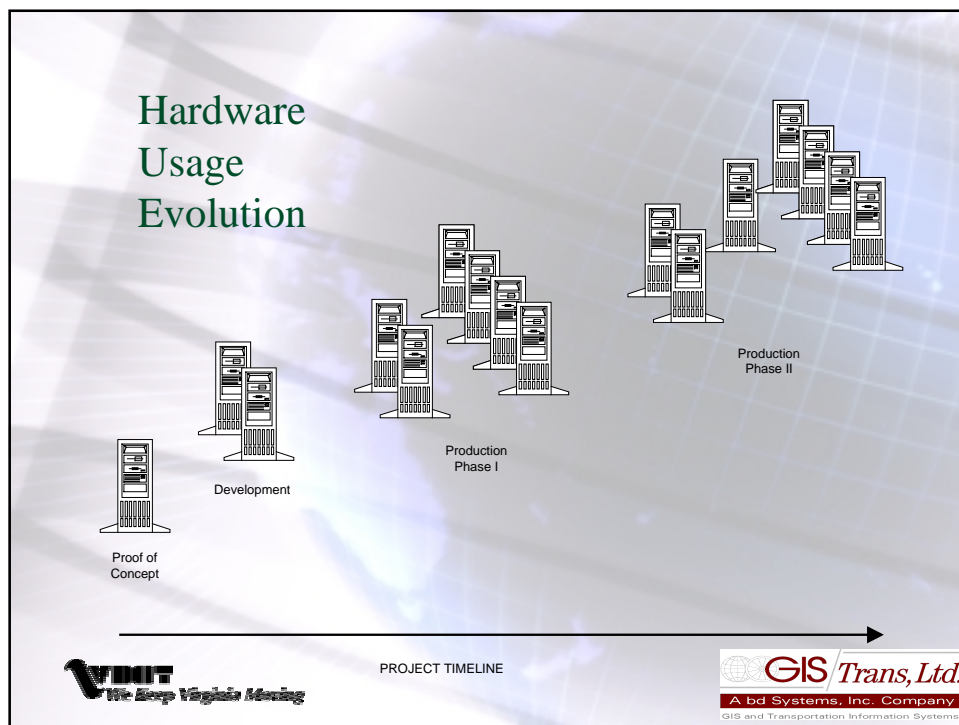 Hardware
Usage
Evolution
Production
Phase II
Production
Phase I
Development
Proof of
Concept
PROJECT TIMELINE
VDOT
We Keep Virginia Moving
GIS/Trans, Ltd.
A bd Systems, Inc. Company
GIS and Transportation Information Systems